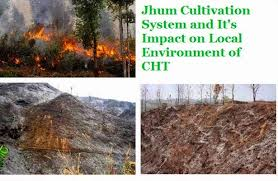 Jhum Cultivation
System and It's
Impact on Local
Environment of
CHT